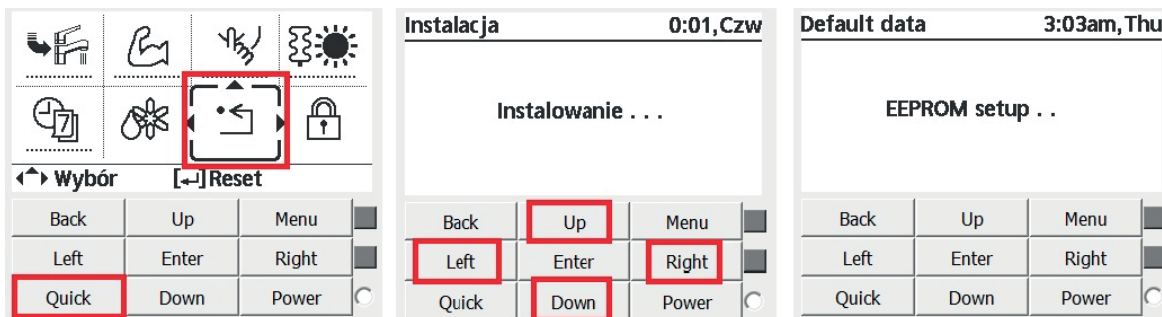 7
Wybór [↵]Reset
Back Up Menu
Left Enter Right
Quick Down Power
Instalacja 0:01,Czw
Instalowanie . . .
Back Up Menu
Left Enter Right
Quick Down Power
Default data 3:03am,Thu
EEPROM setup . .
Back Up Menu
Left Enter Right
Quick Down Power